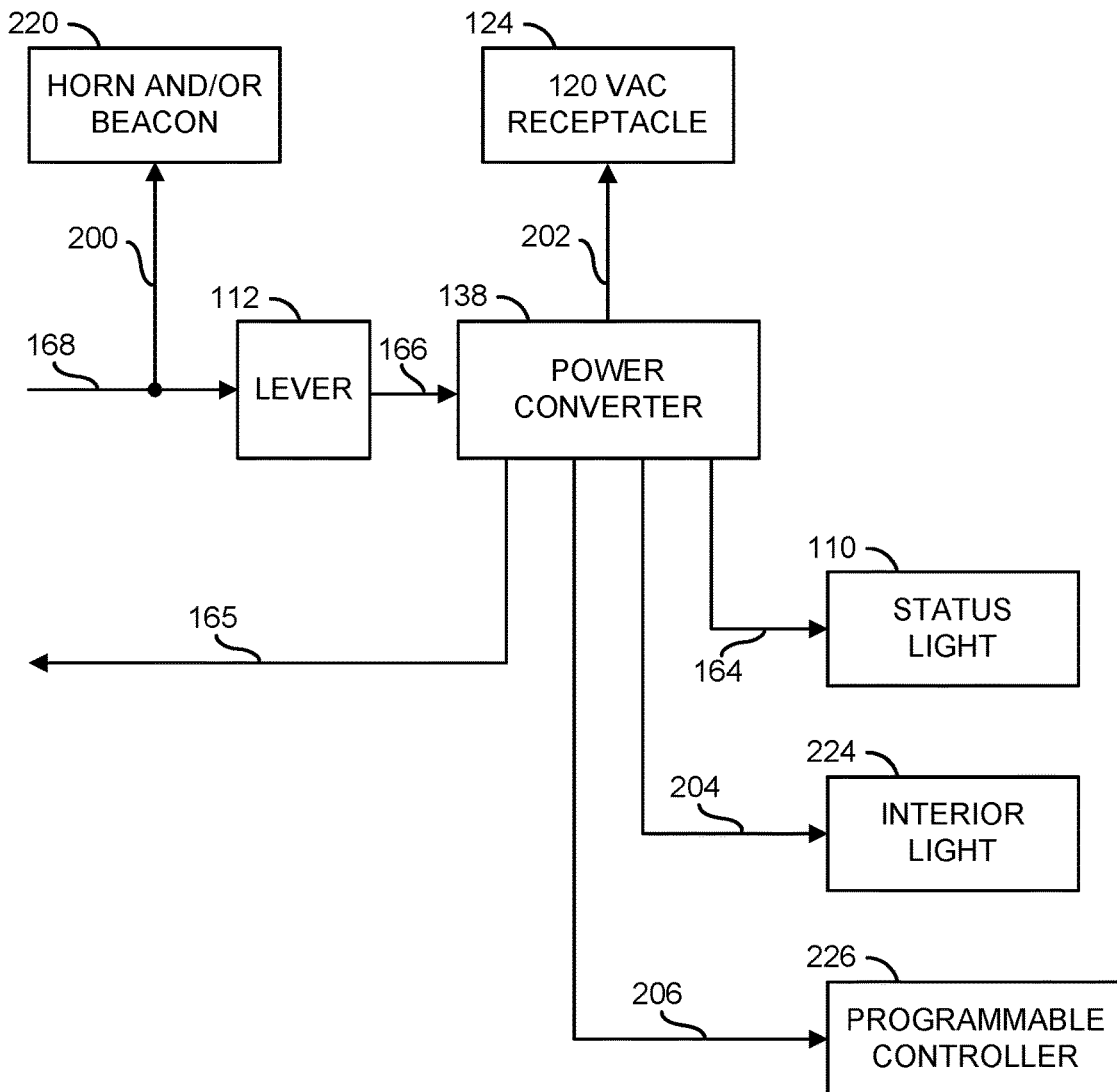 220
HORN AND/OR
BEACON
124
120 VAC
RECEPTACLE
200
202
112
LEVER
138
POWER
CONVERTER
168
166
110
STATUS
LIGHT
165
164
224
INTERIOR
LIGHT
204
226
PROGRAMMABLE
CONTROLLER
206